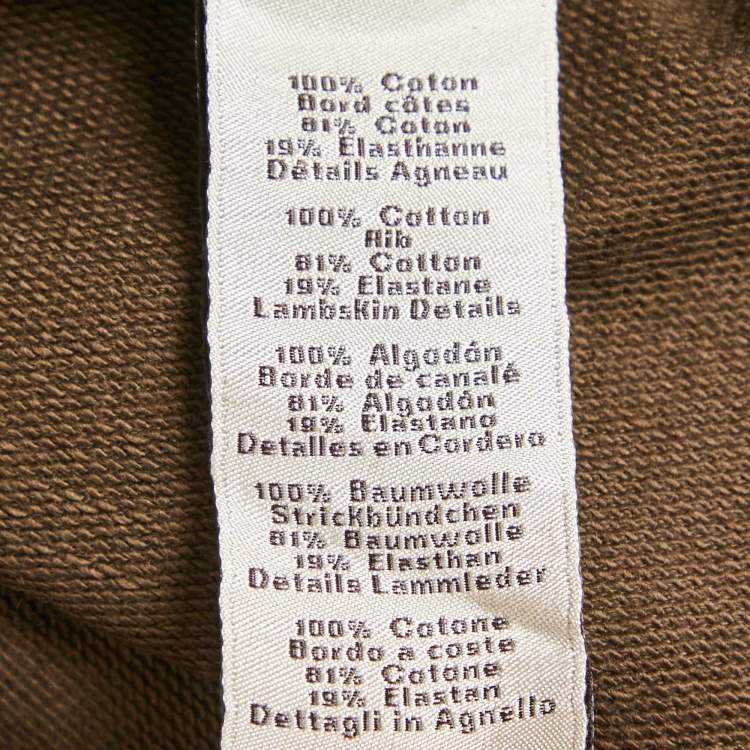 100% Coton
Bord côtes
81% Coton
19% Elasthanne
Détails Agneau
100% Cotton
Rib
81% Cotton
19% Elastane
Lambskin Details
100% Algodón
Borde de canalé
81% Algodón
19% Elastano
Detalles en Cordero
100% Baumwolle
Strickbündchen
81% Baumwolle
19% Elasthan
Details Lammleder
100% Cotone
Bordo a coste
81% Cotone
19% Elastan
Dettagli in Agnello